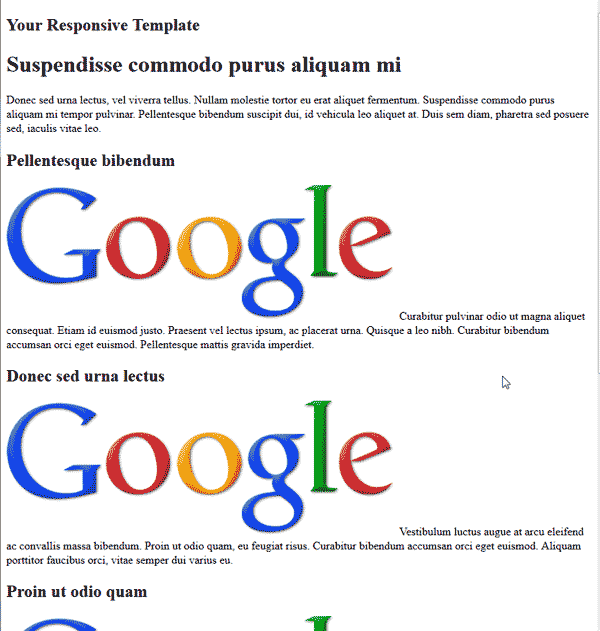 Your Responsive Template
Suspendisse commodo purus aliquam mi
Donec sed urna lectus, vel viverra tellus. Nullam molestie tortor eu erat aliquet fermentum. Suspendisse commodo purus
aliquam mi tempor pulvinar. Pellentesque bibendum suscipit dui, id vehicula leo aliquet at. Duis sem diam, pharetra sed posuere
sed, iaculis vitae leo.
Pellentesque bibendum
Google
Curabitur pulvinar odio ut magna aliquet
consequat. Etiam id euismod justo. Praesent vel lectus ipsum, ac placerat urna. Quisque a leo nibh. Curabitur bibendum
accumsan orci eget euismod. Pellentesque mattis gravida imperdiet.
Donec sed urna lectus
Google
Vestibulum luctus augue at arcu eleifend
ac convallis massa bibendum. Proin ut odio quam, eu feugiat risus. Curabitur bibendum accumsan orci eget euismod. Aliquam
porttitor faucibus orci, vitae semper dui varius eu.
Proin ut odio quam